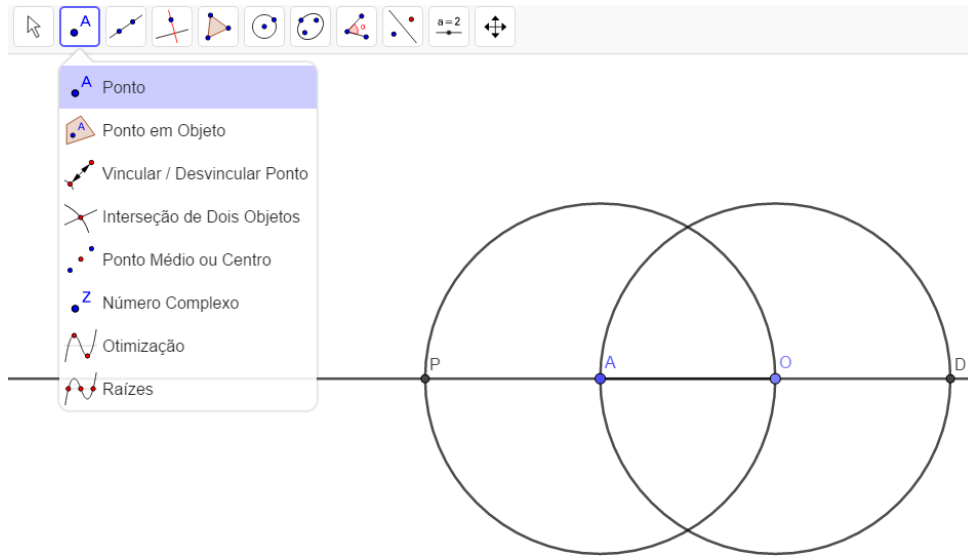 A
α
a=2
A Ponto
A Ponto em Objeto
Vincular / Desvincular Ponto
Interseção de Dois Objetos
Ponto Médio ou Centro
Z Número Complexo
Otimização
Raízes
P A O D